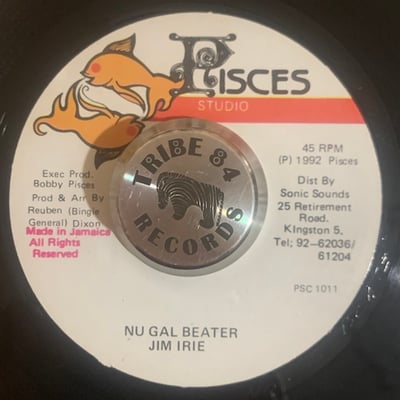 PISCES
STUDIO
Exec Prod.
Bobby Pisces
Prod & Arr By
Reuben (Bingie
General) Dixon
Made in Jamaica
All Rights
Reserved
TRIBE 84
RECORDS
45 RPM
(P) 1992 Pisces
Dist By
Sonic Sounds
25 Retirement
Road.
KIngston 5.
Tel; 92-62036/
61204
PSC 1011
NU GAL BEATER
JIM IRIE